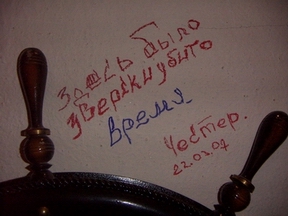 здесь было
зверски убито
время
Честер.
22.02.07